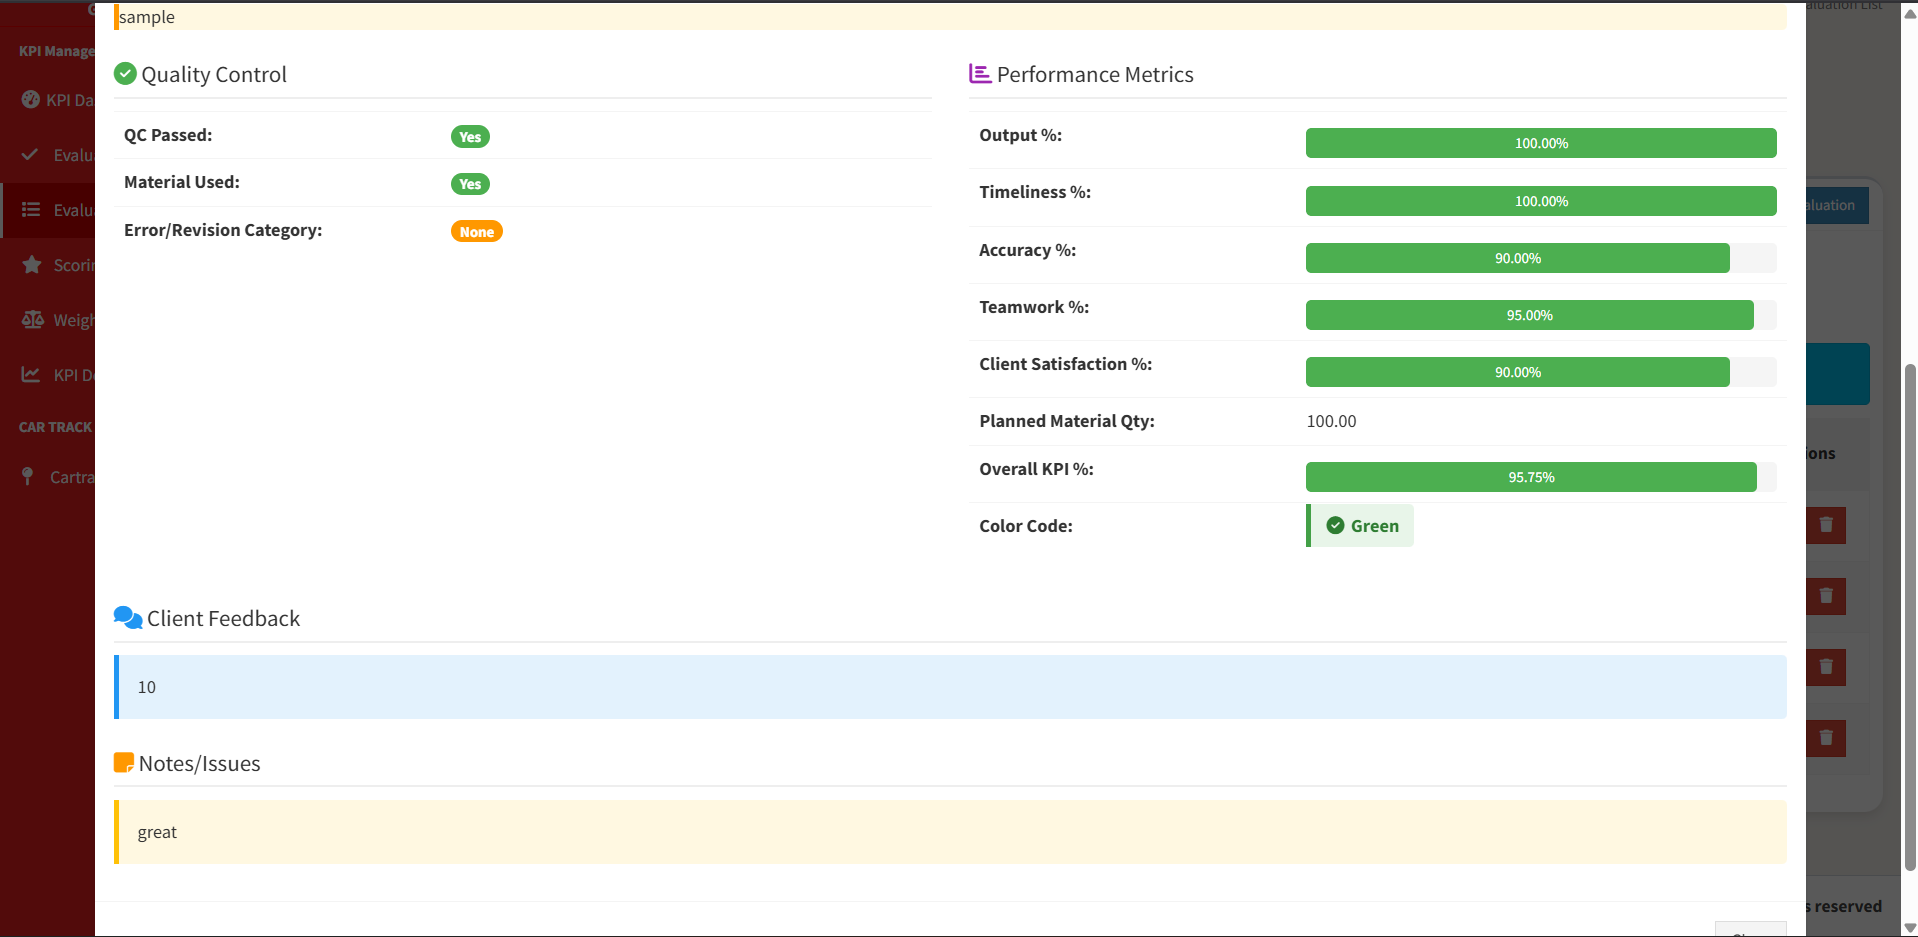 sample
Quality Control
QC Passed: Yes
Material Used: Yes
Error/Revision Category: None
Performance Metrics
Output %: 100.00%
Timeliness %: 100.00%
Accuracy %: 90.00%
Teamwork %: 95.00%
Client Satisfaction %: 90.00%
Planned Material Qty: 100.00
Overall KPI %: 95.75%
Color Code: Green
Client Feedback
10
Notes/Issues
great
KPI Manage
KPI Da
Evalua
Evalua
Scorin
Weigh
KPI D
CAR TRACK
Cartra
aluation List
aluation
ions
s reserved